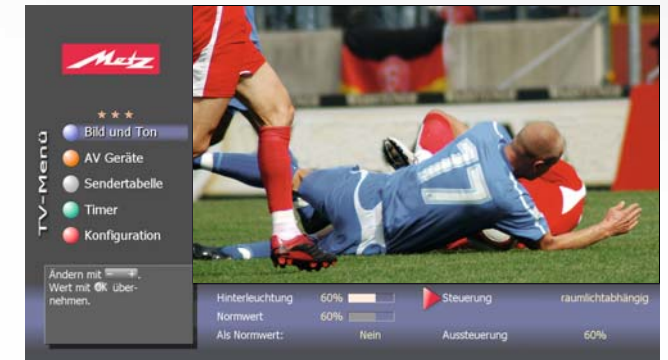 Metz
TV-Menü
Bild und Ton
AV Geräte
Sendertabelle
Timer
Konfiguration
Ändern mit - +.
Wert mit OK über-
nehmen.
17
Hinterleuchtung 60% Steuerung raumlichtabhängig
Normwert 60%
Als Normwert: Nein Aussteuerung 60%